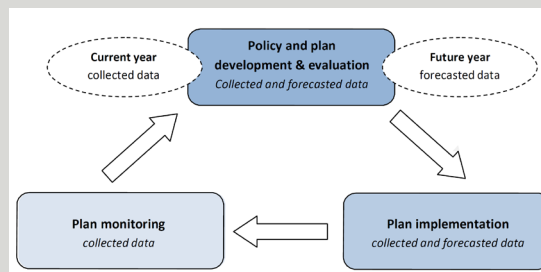 Current year
collected data
Policy and plan
development & evaluation
Collected and forecasted data
Future year
forecasted data
Plan monitoring
collected data
Plan implementation
collected and forecasted data